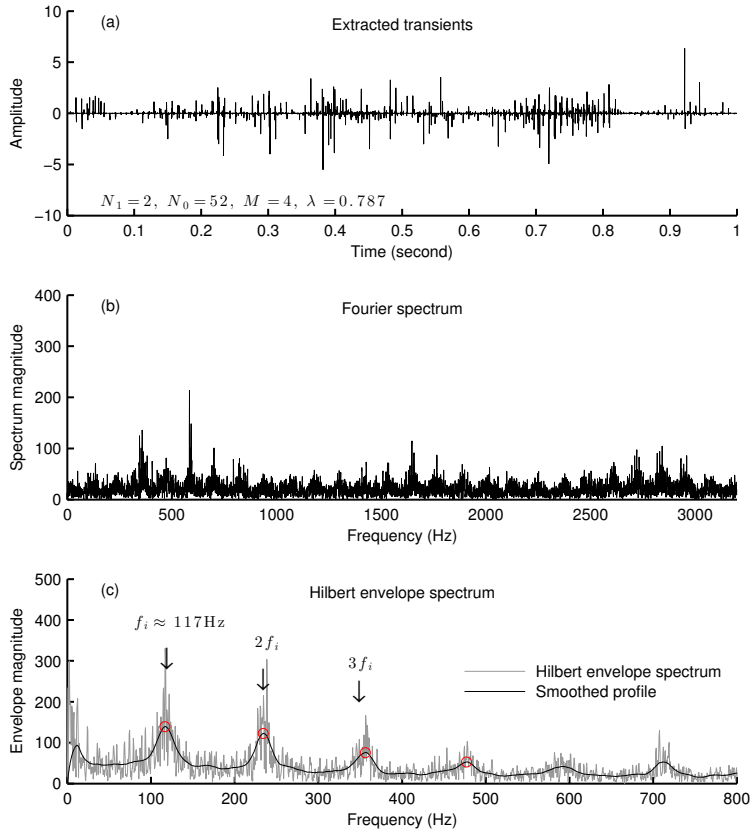 (a) Extracted transients
Amplitude
10
5
0
−5
−10
N₁ = 2, N₀ = 52, M = 4, λ = 0.787
0 0.1 0.2 0.3 0.4 0.5 0.6 0.7 0.8 0.9 1
Time (second)
(b) Fourier spectrum
Spectrum magnitude
400
300
200
100
0
0 500 1000 1500 2000 2500 3000
Frequency (Hz)
(c) Hilbert envelope spectrum
Envelope magnitude
500
400
300
200
100
0
f_i ≈ 117Hz
2f_i
3f_i
Hilbert envelope spectrum
Smoothed profile
0 100 200 300 400 500 600 700 800
Frequency (Hz)